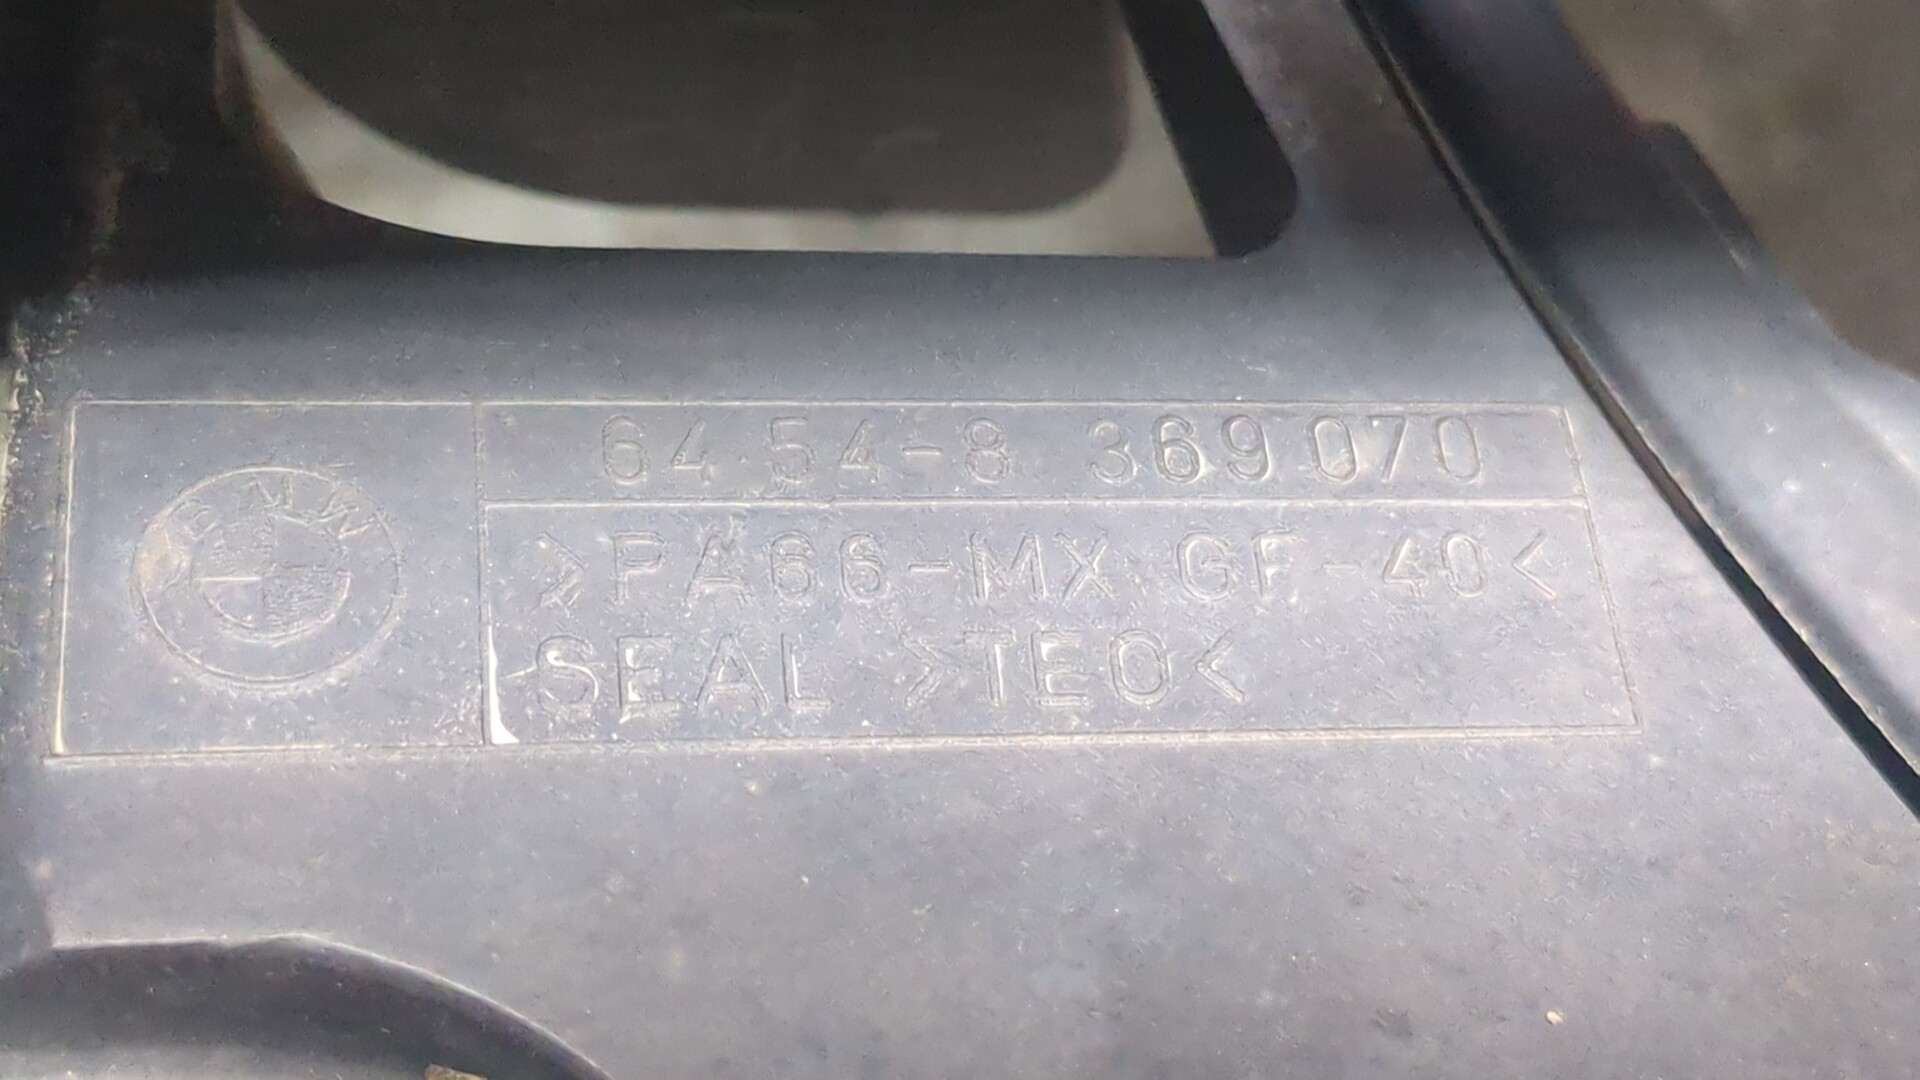 BMW
64 54-8 369 070
>PA66-MX GF-40<
SEAL >TEO<